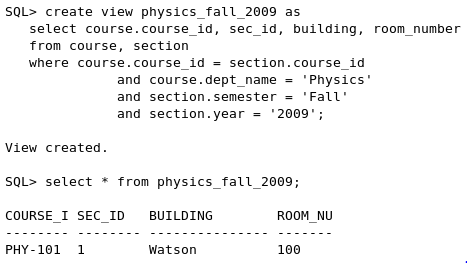 SQL> create view physics_fall_2009 as
select course.course_id, sec_id, building, room_number
from course, section
where course.course_id = section.course_id
and course.dept_name = 'Physics'
and section.semester = 'Fall'
and section.year = '2009';
View created.
SQL> select * from physics_fall_2009;
COURSE_I SEC_ID   BUILDING        ROOM_NU
-------- -------- --------------- -------
PHY-101  1        Watson          100